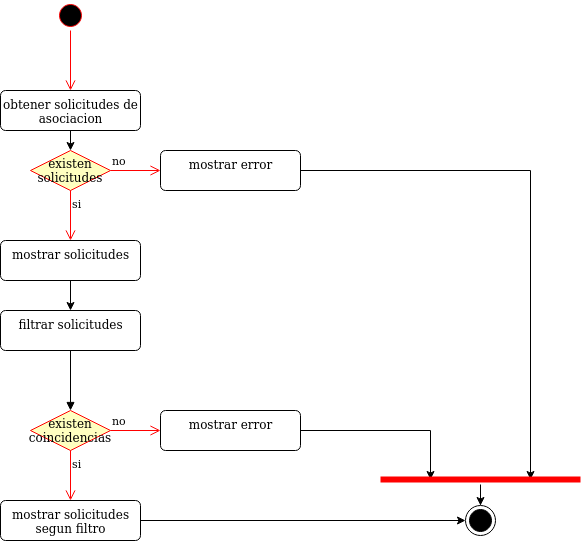 obtener solicitudes de
asociacion
existen
solicitudes
no
mostrar error
si
mostrar solicitudes
filtrar solicitudes
existen
coincidencias
no
mostrar error
si
mostrar solicitudes
segun filtro